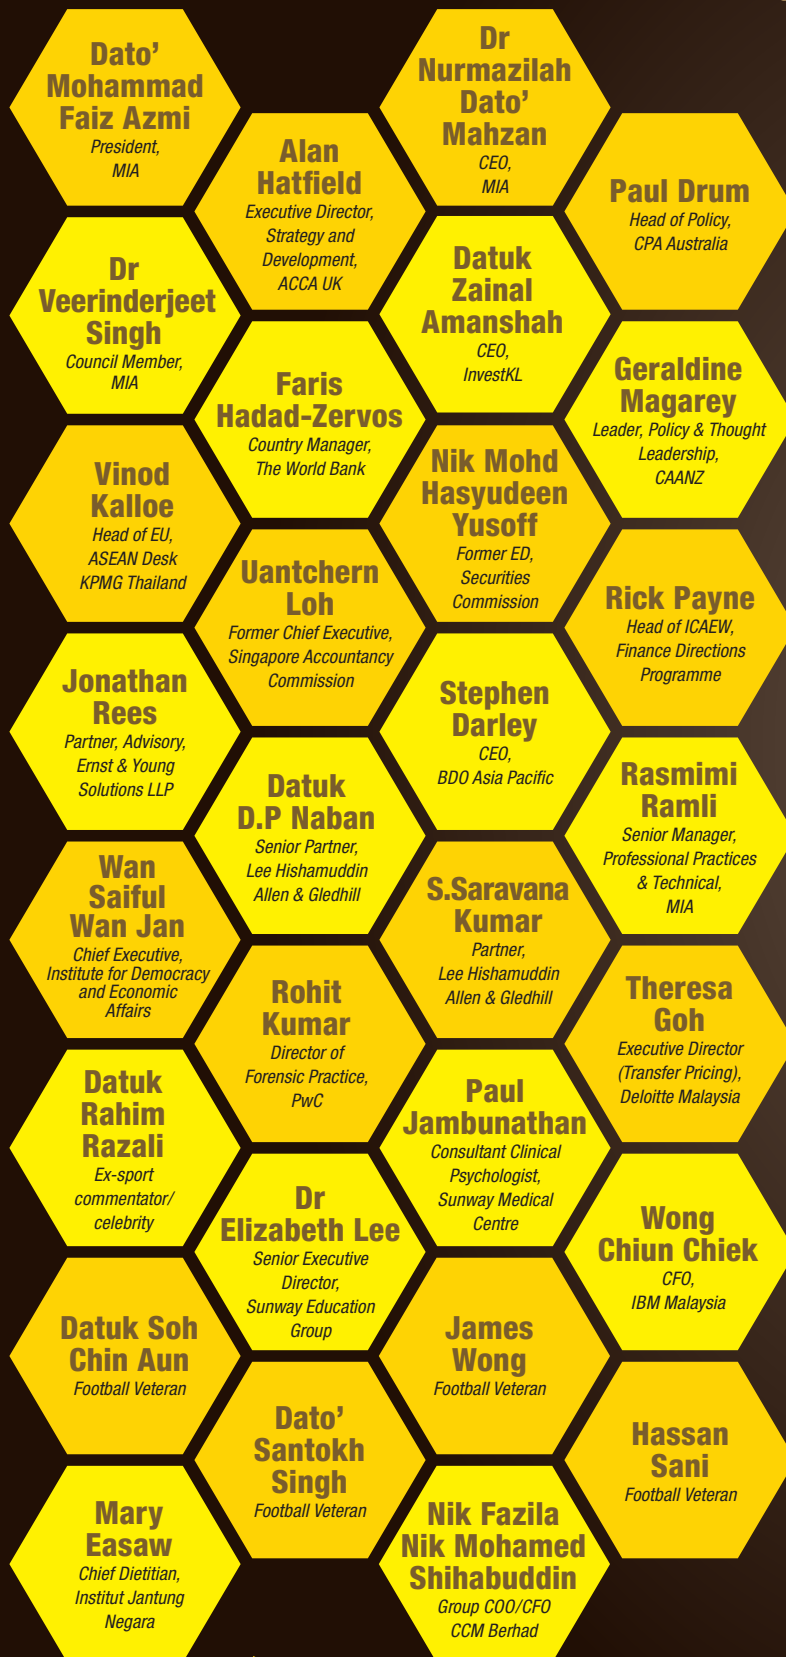 Dato’
Mohammad
Faiz Azmi
President,
MIA
Dr
Nurmazilah
Dato’
Mahzan
CEO,
MIA
Alan
Hatfield
Executive Director,
Strategy and
Development,
ACCA UK
Paul Drum
Head of Policy,
CPA Australia
Dr
Veerinderjeet
Singh
Council Member,
MIA
Datuk
Zainal
Amanshah
CEO,
InvestKL
Faris
Hadad-Zervos
Country Manager,
The World Bank
Geraldine
Magarey
Leader, Policy & Thought
Leadership,
CAANZ
Vinod
Kalloe
Head of EU,
ASEAN Desk
KPMG Thailand
Nik Mohd
Hasyudeen
Yusoff
Former ED,
Securities
Commission
Uantchern
Loh
Former Chief Executive,
Singapore Accountancy
Commission
Rick Payne
Head of ICAEW,
Finance Directions
Programme
Jonathan
Rees
Partner, Advisory,
Ernst & Young
Solutions LLP
Stephen
Darley
CEO,
BDO Asia Pacific
Datuk
D.P Naban
Senior Partner,
Lee Hishamuddin
Allen & Gledhill
Rasmimi
Ramli
Senior Manager,
Professional Practices
& Technical,
MIA
Wan
Saiful
Wan Jan
Chief Executive,
Institute for Democracy
and Economic
Affairs
S.Saravana
Kumar
Partner,
Lee Hishamuddin
Allen & Gledhill
Rohit
Kumar
Director of
Forensic Practice,
PwC
Theresa
Goh
Executive Director
(Transfer Pricing),
Deloitte Malaysia
Datuk
Rahim
Razali
Ex-sport
commentator/
celebrity
Paul
Jambunathan
Consultant Clinical
Psychologist,
Sunway Medical
Centre
Dr
Elizabeth Lee
Senior Executive
Director,
Sunway Education
Group
Wong
Chiun Chiek
CFO,
IBM Malaysia
Datuk Soh
Chin Aun
Football Veteran
James
Wong
Football Veteran
Dato’
Santokh
Singh
Football Veteran
Hassan
Sani
Football Veteran
Mary
Easaw
Chief Dietitian,
Institut Jantung
Negara
Nik Fazila
Nik Mohamed
Shihabuddin
Group COO/CFO
CCM Berhad